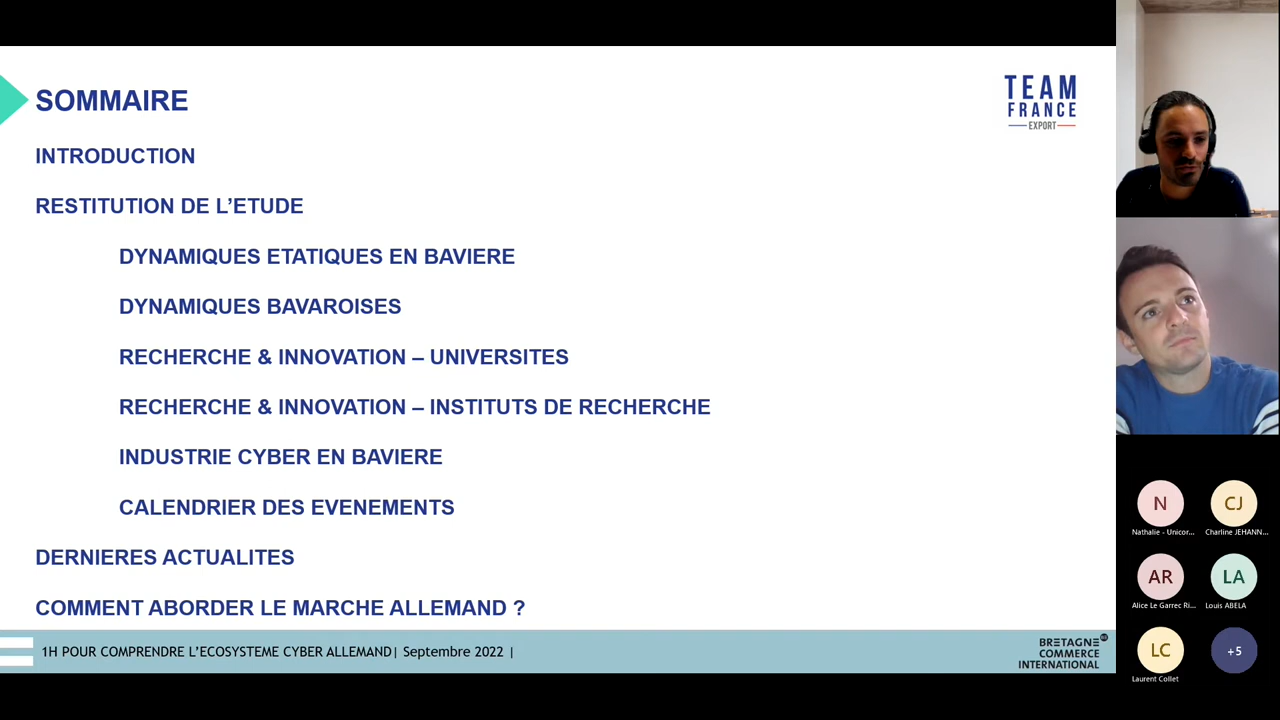 SOMMAIRE
TEAM
FRANCE
EXPORT
INTRODUCTION
RESTITUTION DE L’ETUDE
DYNAMIQUES ETATIQUES EN BAVIERE
DYNAMIQUES BAVAROISES
RECHERCHE & INNOVATION – UNIVERSITES
RECHERCHE & INNOVATION – INSTITUTS DE RECHERCHE
INDUSTRIE CYBER EN BAVIERE
CALENDRIER DES EVENEMENTS
DERNIERES ACTUALITES
COMMENT ABORDER LE MARCHE ALLEMAND ?
1H POUR COMPRENDRE L’ECOSYSTEME CYBER ALLEMAND| Septembre 2022 |
BRETAGNE
COMMERCE
INTERNATIONAL
N CJ
Nathalie - Unicor... Charline JEHANN...
AR LA
Alice Le Garrec Ri... Louis ABELA
LC +5
Laurent Collet